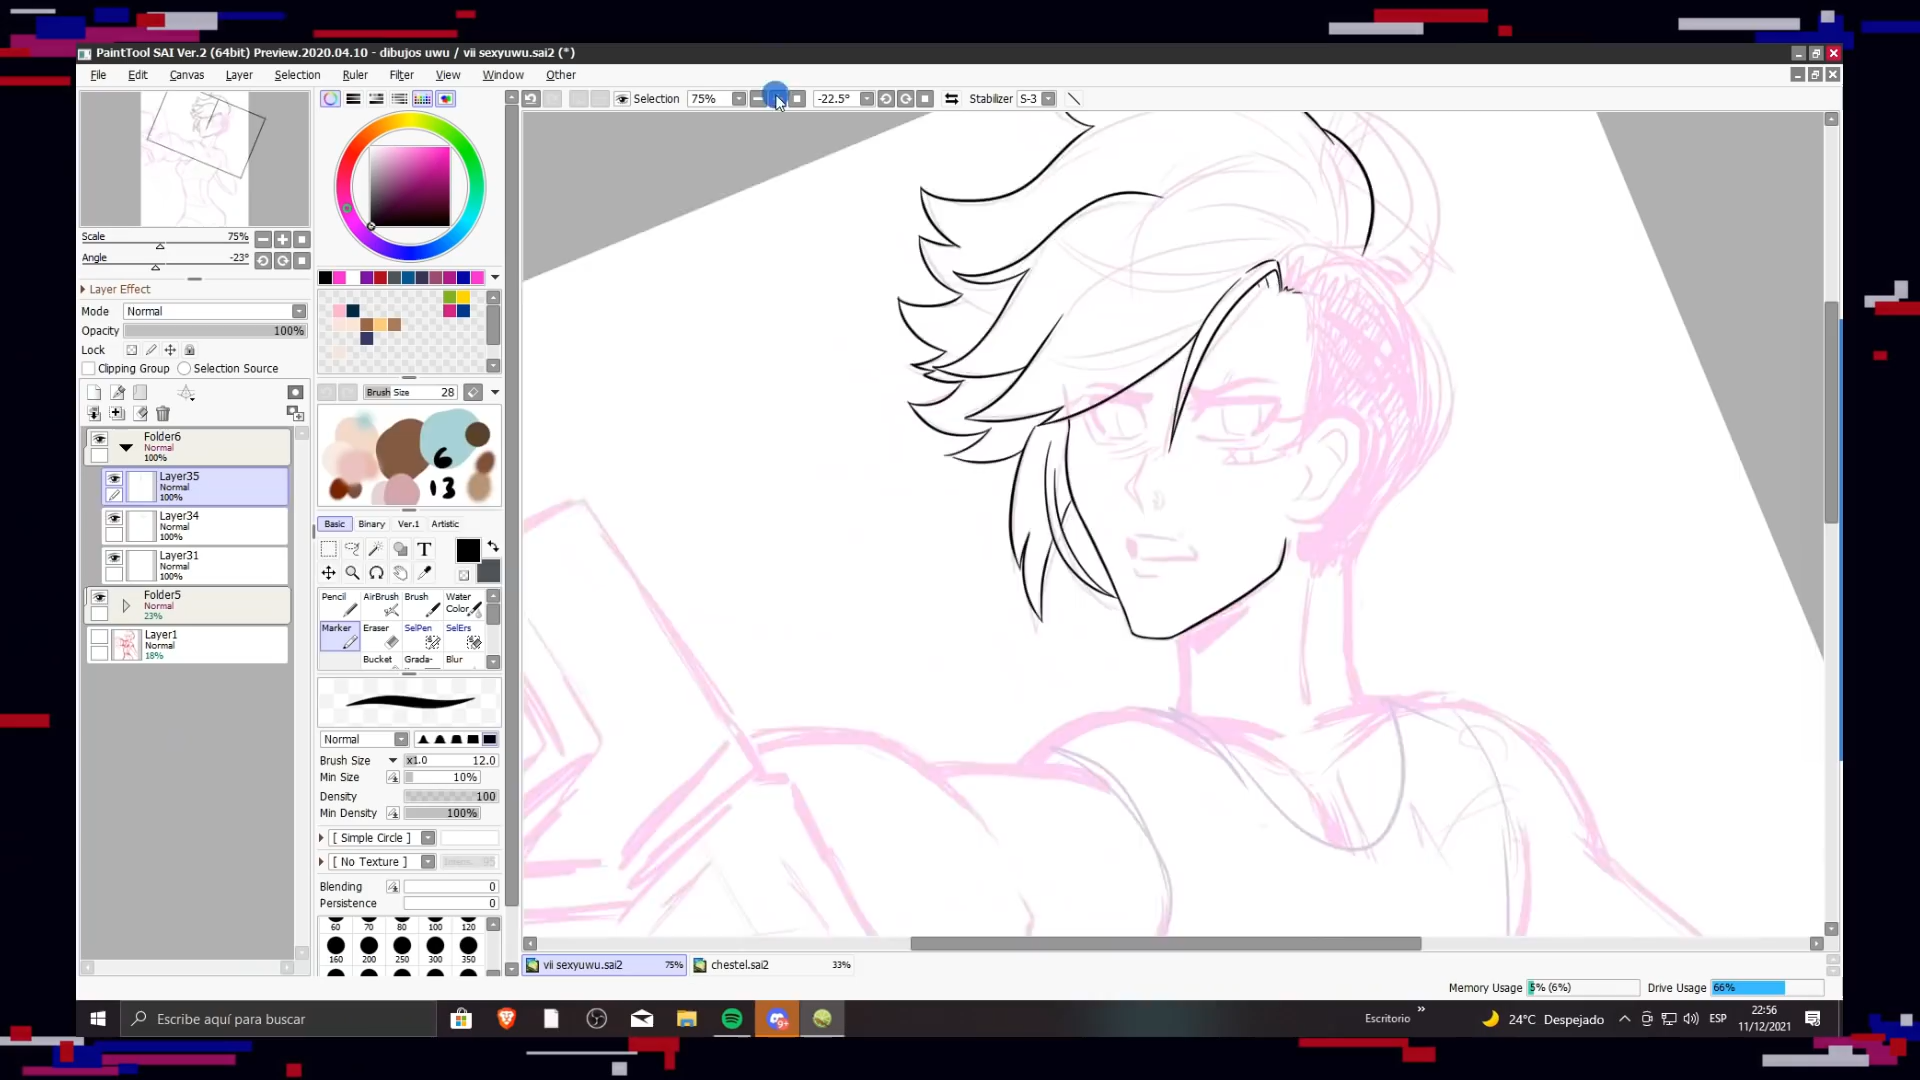 PaintTool SAI Ver.2 (64bit) Preview.2020.04.10 - dibujos uwu / vii sexyuwu.sai2 (*)
File Edit Canvas Layer Selection Ruler Filter View Window Other
Selection 75% -22.5° Stabilizer S-3
Scale 75%
Angle -23°
Layer Effect
Mode Normal
Opacity 100%
Lock
Clipping Group Selection Source
Folder6
Normal
100%
Layer35
Normal
100%
Layer34
Normal
100%
Layer31
Normal
100%
Folder5
Normal
23%
Layer1
Normal
18%
Brush Size 28
6
13
Basic Binary Ver.1 Artistic
T
Pencil AirBrush Brush Water Color
Marker Eraser SelPen SelErs
Bucket Grada- Blur
Normal
Brush Size x1.0 12.0
Min Size 10%
Density 100
Min Density 100%
[ Simple Circle ]
[ No Texture ]
Blending 0
Persistence 0
60 70 80 100 120
160 200 250 300 350
vii sexyuwu.sai2 75% chestel.sai2 33%
Memory Usage 5% (6%) Drive Usage 66%
Escribe aquí para buscar
9+
Escritorio » 24°C Despejado ESP 22:56
11/12/2021